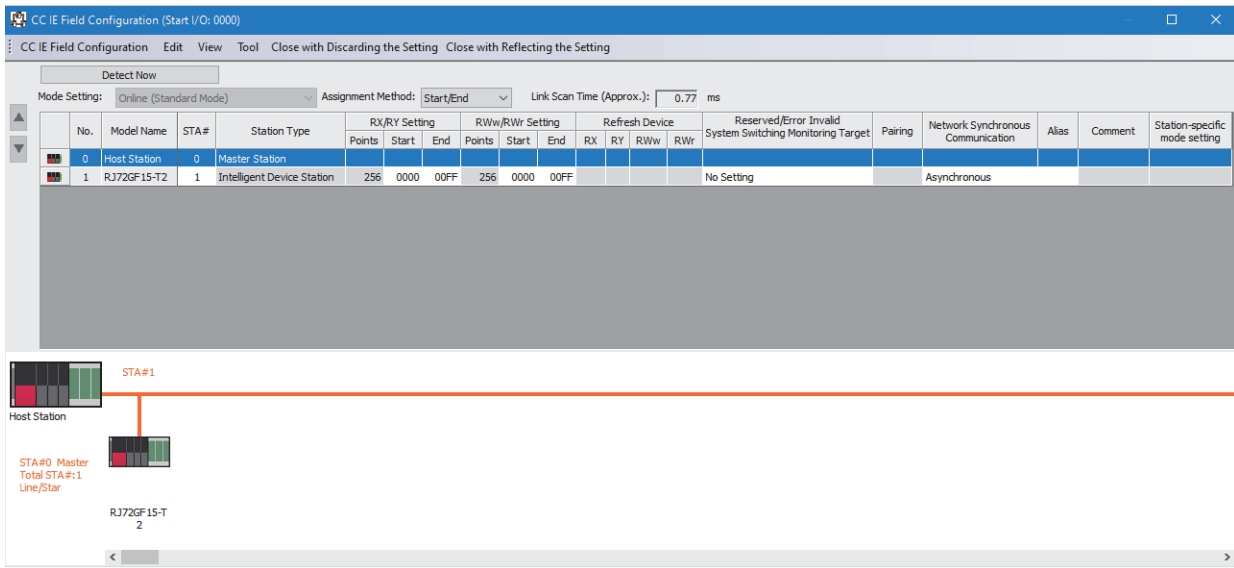 CC IE Field Configuration (Start I/O: 0000)
CC IE Field Configuration Edit View Tool Close with Discarding the Setting Close with Reflecting the Setting
Detect Now
Mode Setting: Online (Standard Mode) Assignment Method: Start/End Link Scan Time (Approx.): 0.77 ms
No. Model Name STA# Station Type RX/RY Setting RWw/RWr Setting Refresh Device Reserved/Error Invalid
System Switching Monitoring Target Pairing Network Synchronous
Communication Alias Comment Station-specific
mode setting
Points Start End Points Start End RX RY RWw RWr
0 Host Station 0 Master Station
1 RJ72GF15-T2 1 Intelligent Device Station 256 0000 00FF 256 0000 00FF No Setting Asynchronous
STA#1
Host Station
STA#0 Master
Total STA#:1
Line/Star
RJ72GF15-T
2